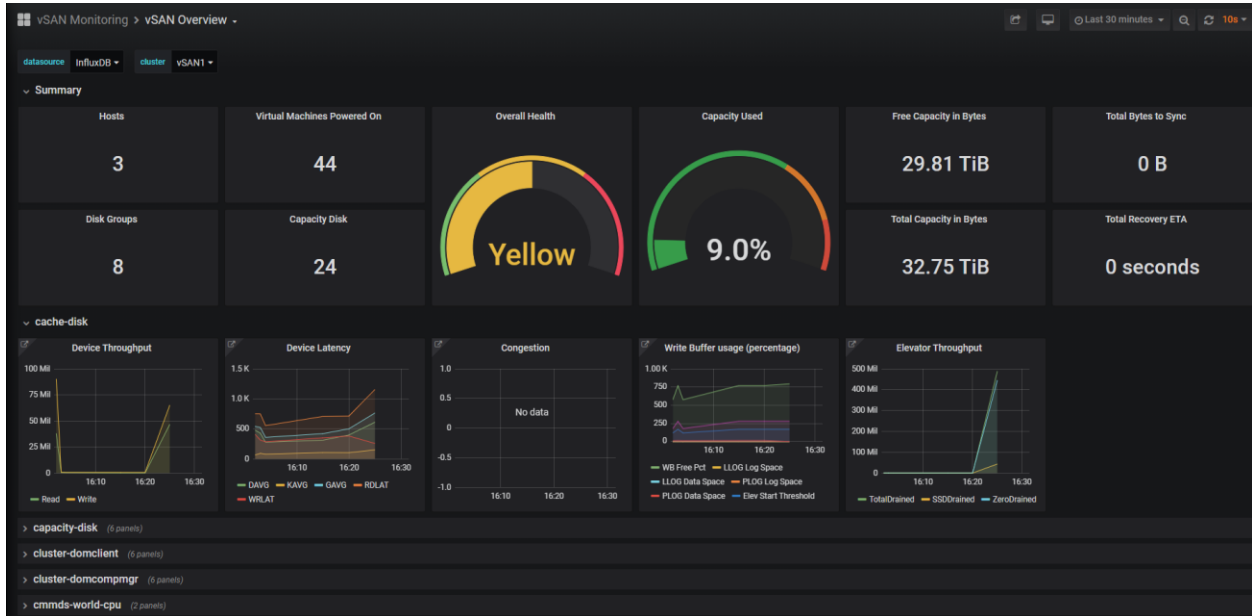 vSAN Monitoring > vSAN Overview
Last 30 minutes
10s
datasource InfluxDB cluster vSAN1
Summary
Hosts
3
Virtual Machines Powered On
44
Overall Health
Yellow
Capacity Used
9.0%
Free Capacity in Bytes
29.81 TiB
Total Bytes to Sync
0 B
Disk Groups
8
Capacity Disk
24
Total Capacity in Bytes
32.75 TiB
Total Recovery ETA
0 seconds
cache-disk
Device Throughput
100 Mil
75 Mil
50 Mil
25 Mil
0
16:10 16:20 16:30
Read Write
Device Latency
1.5 K
1.0 K
500
0
16:10 16:20 16:30
DAVG KAVG GAVG RDLAT
WRLAT
Congestion
1.0
0.5
No data
0
-0.5
-1.0
16:10 16:20 16:30
Write Buffer usage (percentage)
1.00 K
750
500
250
0
16:10 16:20 16:30
WB Free Pct LLOG Log Space
LLOG Data Space PLOG Log Space
PLOG Data Space Elev Start Threshold
Elevator Throughput
500 Mil
400 Mil
300 Mil
200 Mil
100 Mil
0
16:10 16:20 16:30
TotalDrained SSDDrained ZeroDrained
capacity-disk (6 panels)
cluster-domclient (6 panels)
cluster-domcompmgr (6 panels)
cmmds-world-cpu (2 panels)